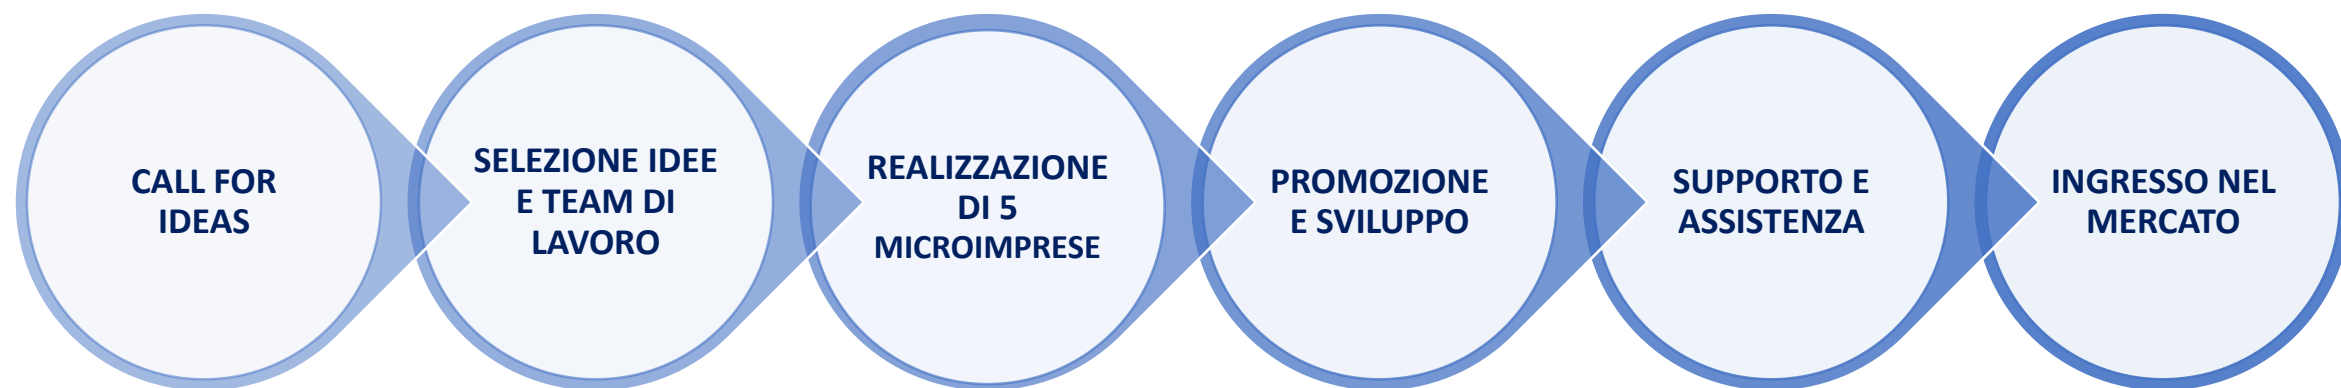 CALL FOR
IDEAS
SELEZIONE IDEE
E TEAM DI
LAVORO
REALIZZAZIONE
DI 5
MICROIMPRESE
PROMOZIONE
E SVILUPPO
SUPPORTO E
ASSISTENZA
INGRESSO NEL
MERCATO